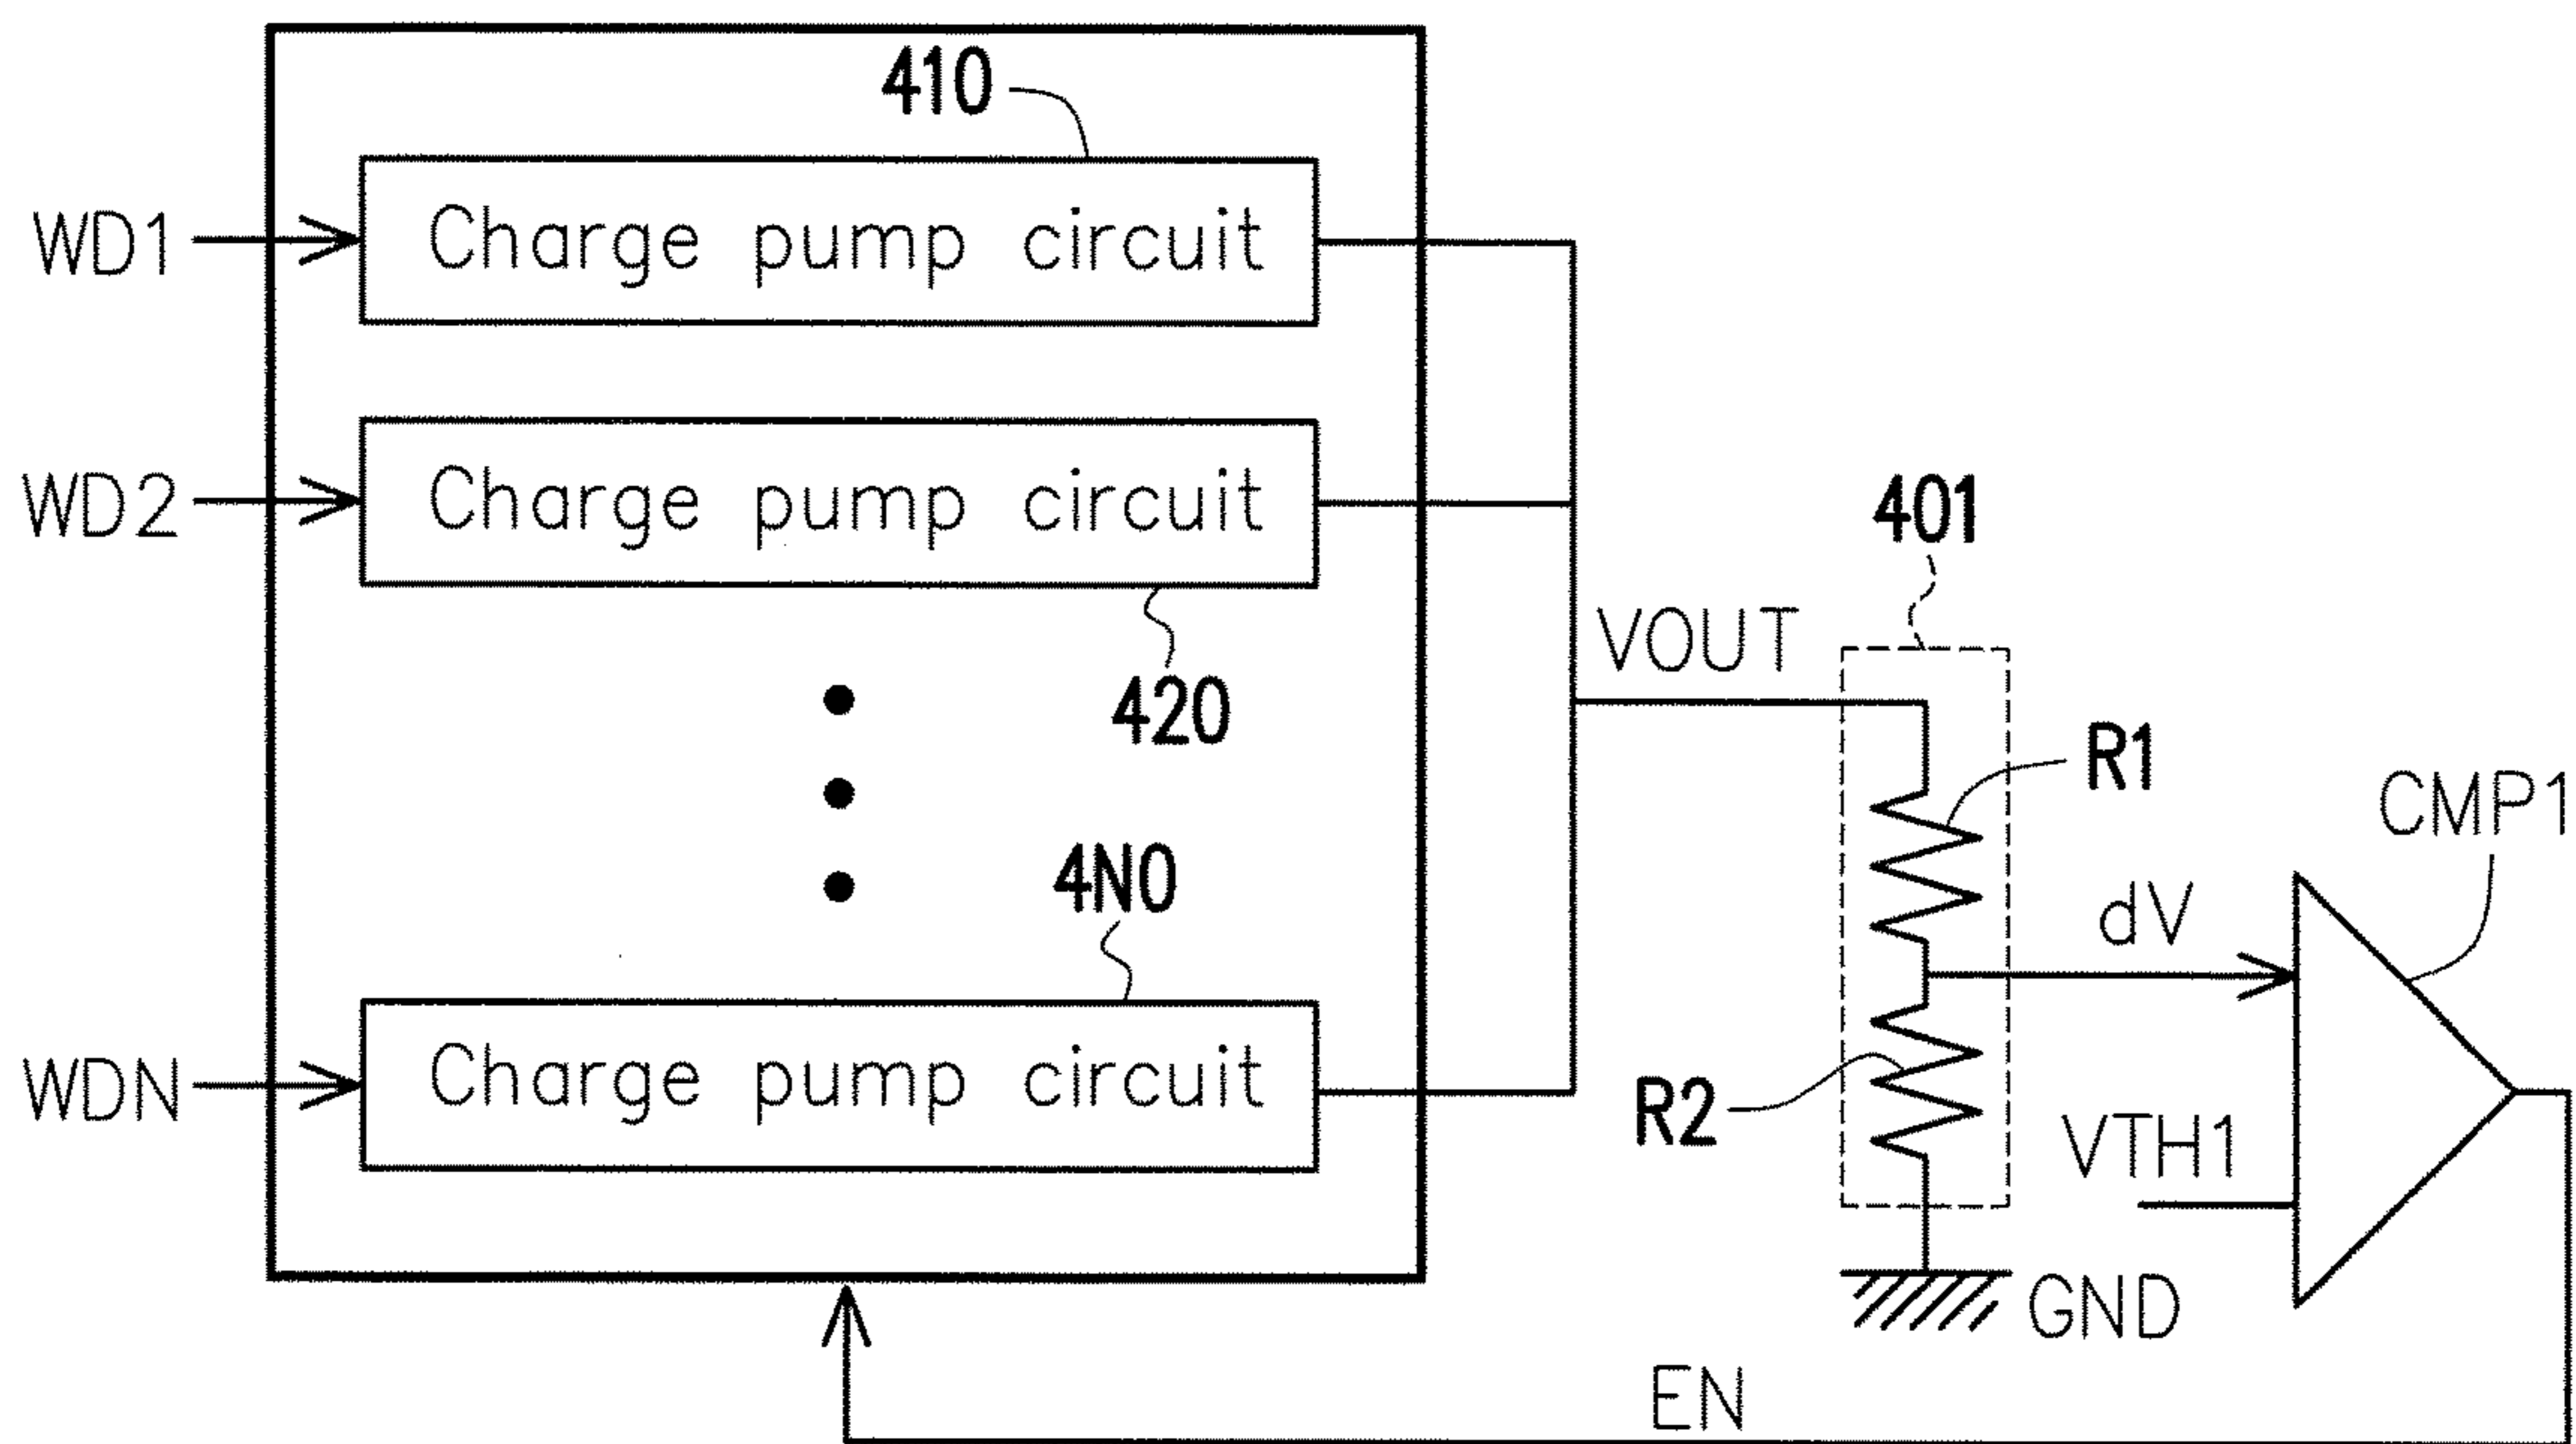 410
WD1
Charge pump circuit
WD2
Charge pump circuit
420
401
VOUT
R1
CMP1
4N0
dV
WDN
Charge pump circuit
R2
VTH1
GND
EN